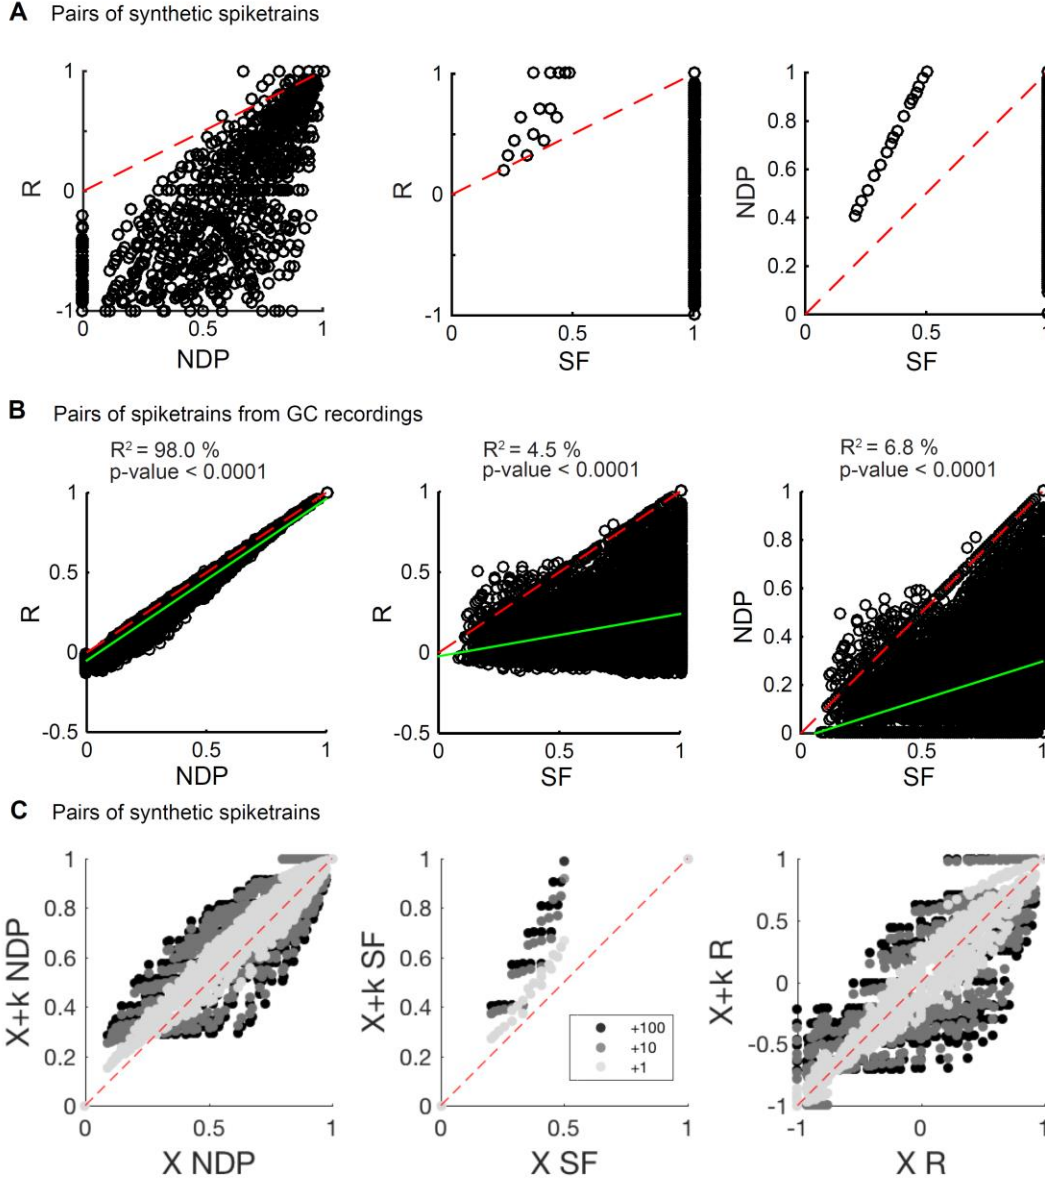 A Pairs of synthetic spiketrains
1
0
-1
R
0 0.5 1
NDP
1
0
-1
R
0 0.5 1
SF
1
0.8
0.6
0.4
0.2
0
NDP
0 0.5 1
SF
B Pairs of spiketrains from GC recordings
R² = 98.0 %
p-value < 0.0001
1
0.5
0
-0.5
R
0 0.5 1
NDP
R² = 4.5 %
p-value < 0.0001
1
0.5
0
-0.5
R
0 0.5 1
SF
R² = 6.8 %
p-value < 0.0001
1
0.8
0.6
0.4
0.2
0
NDP
0 0.5 1
SF
C Pairs of synthetic spiketrains
1
0.8
0.6
0.4
0.2
0
X+k NDP
0 0.5 1
X NDP
1
0.8
0.6
0.4
0.2
0
X+k SF
+100
+10
+1
0 0.5 1
X SF
1
0.5
0
-0.5
-1
X+k R
-1 0 1
X R